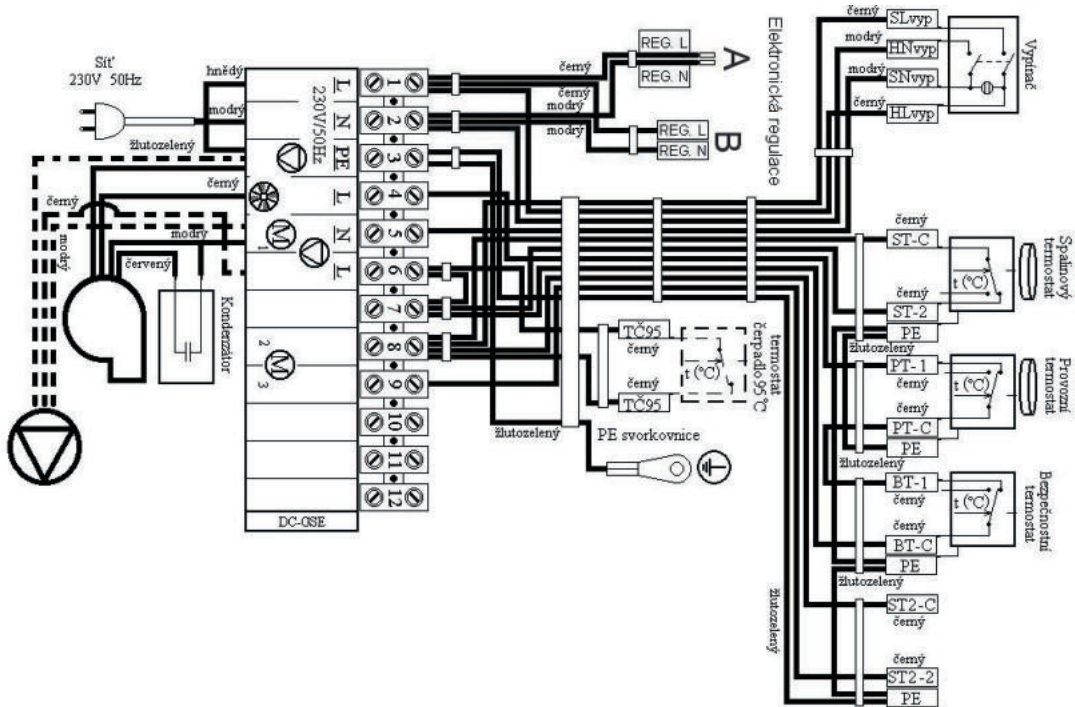 Síť
230V 50Hz
hnědý
modrý
žlutozelený
černý
černý
modrý
modrý
červený
Kondenzátor
L
N
PE
L
N
L
230V/50Hz
M
1
2
M
3
DC-GSE
1
2
3
4
5
6
7
8
9
10
11
12
REG. L
REG. N
A
černý
černý
modrý
modrý
REG. L
REG. N
B
Elektronická regulace
TČ95
černý
černý
TČ95
t (°C)
termostat
čerpadlo 95°C
žlutozelený
PE svorkovnice
černý
SLvyp
modrý
HNvyp
modrý
SNvyp
černý
HLvyp
Vypínač
černý
ST-C
černý
ST-2
PE
žlutozelený
t (°C)
Spalinový
termostat
PT-1
černý
černý
PT-C
PE
žlutozelený
t (°C)
Provozní
termostat
BT-1
černý
černý
BT-C
PE
žlutozelený
t (°C)
Bezpečnostní
termostat
ST2-C
černý
žlutozelený
černý
ST2-2
PE